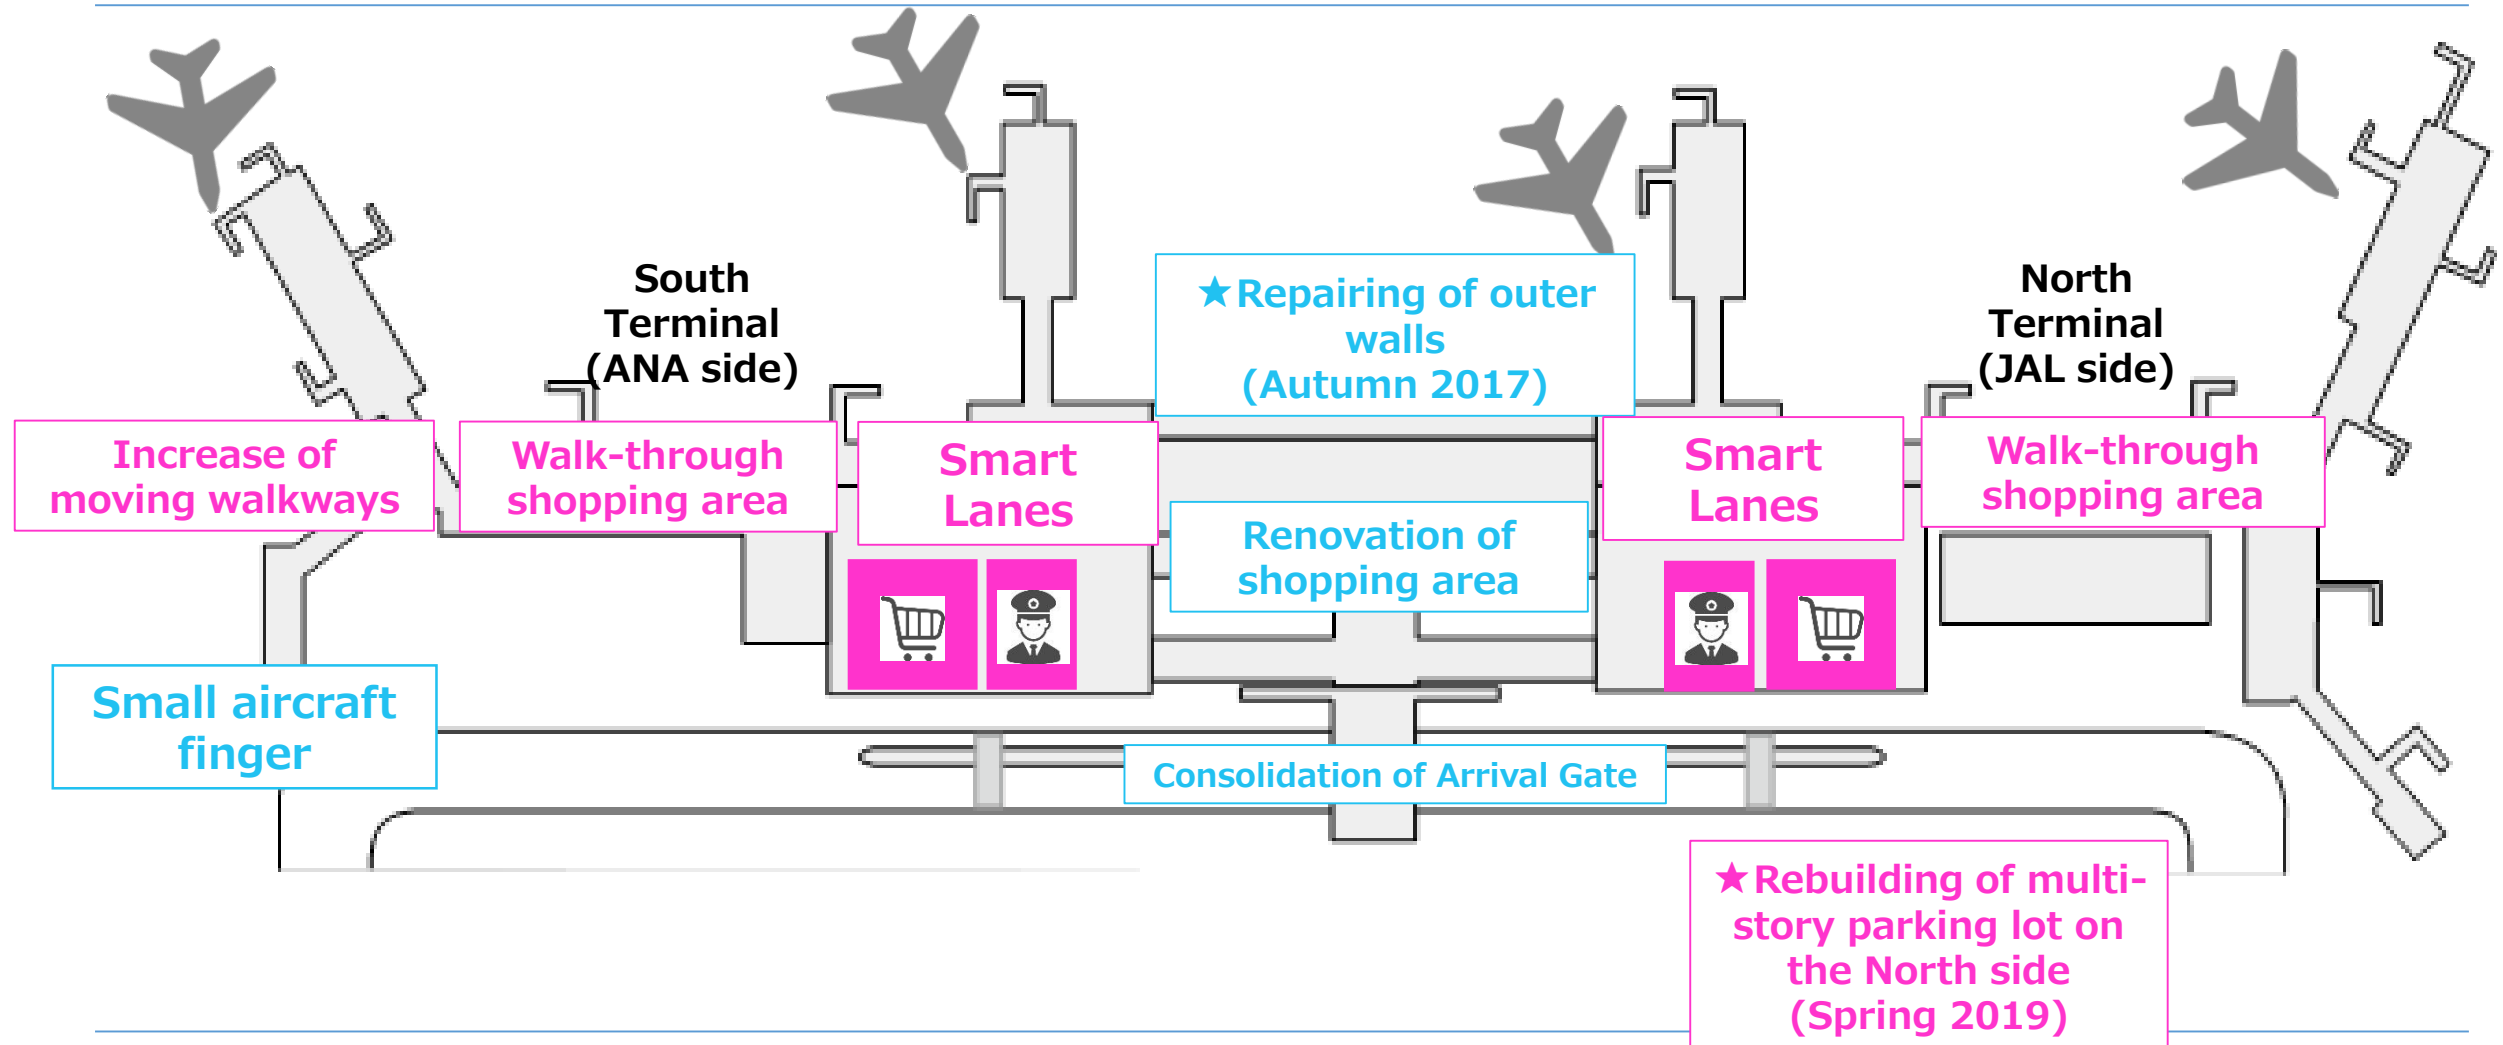 South
Terminal
(ANA side)
★Repairing of outer
walls
(Autumn 2017)
North
Terminal
(JAL side)
Increase of
moving walkways
Walk-through
shopping area
Smart
Lanes
Smart
Lanes
Walk-through
shopping area
Renovation of
shopping area
Small aircraft
finger
Consolidation of Arrival Gate
★Rebuilding of multi-
story parking lot on
the North side
(Spring 2019)